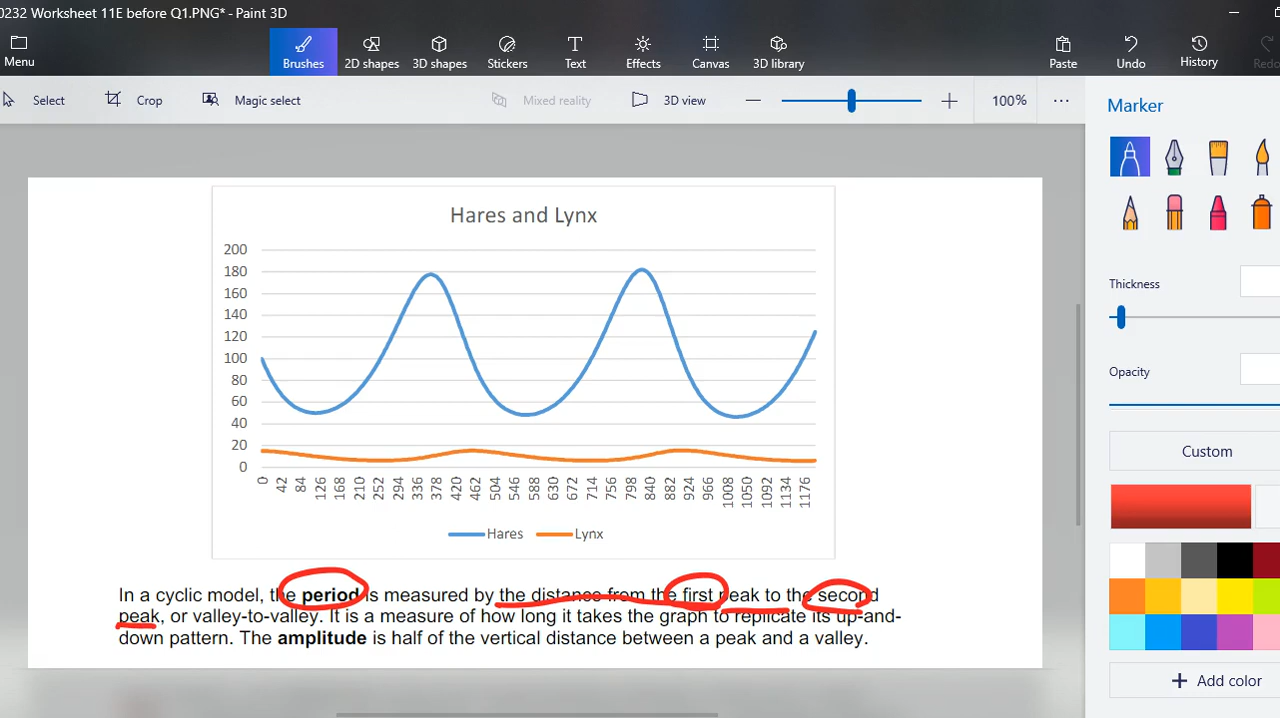 0232 Worksheet 11E before Q1.PNG* - Paint 3D
Menu
Brushes 2D shapes 3D shapes Stickers Text Effects Canvas 3D library Paste Undo History Redo
Select Crop Magic select Mixed reality 3D view 100%
Marker
Thickness
Opacity
Custom
Add color
Hares and Lynx
200
180
160
140
120
100
80
60
40
20
0
0 42 84 126 168 210 252 294 336 378 420 462 504 546 588 630 672 714 756 798 840 882 924 966 1008 1050 1092 1134 1176
Hares Lynx
In a cyclic model, the period is measured by the distance from the first peak to the second
peak, or valley-to-valley. It is a measure of how long it takes the graph to replicate its up-and-
down pattern. The amplitude is half of the vertical distance between a peak and a valley.